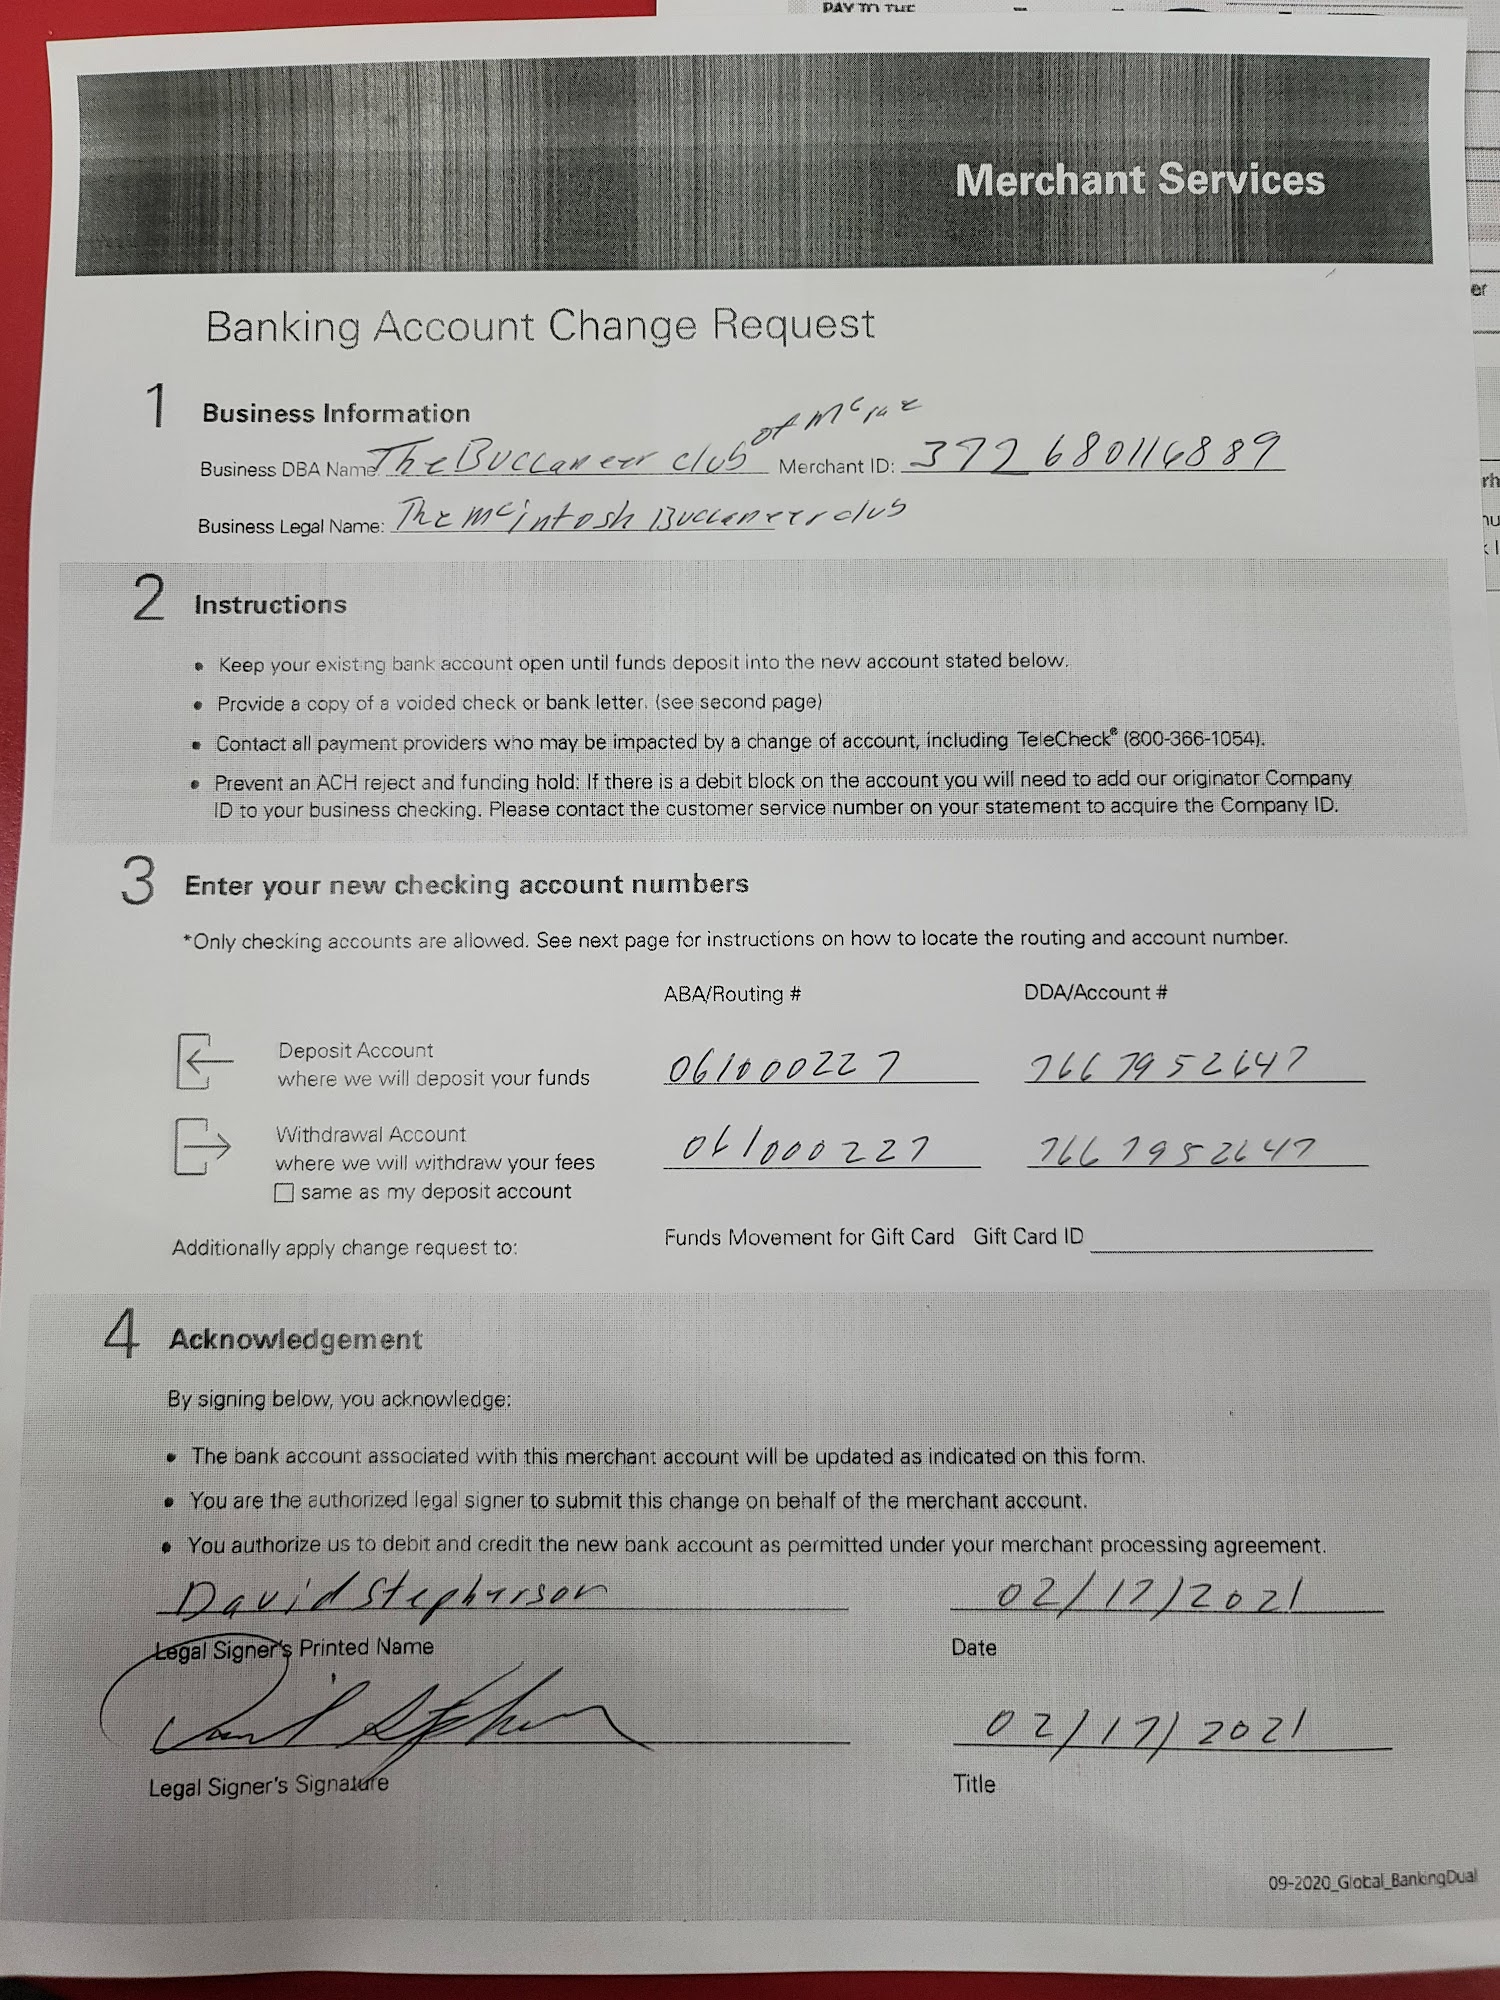 PAY TO THE
Merchant Services
er
Banking Account Change Request
1 Business Information
of
Business DBA Name The Buccaneer club Merchant ID: 372 680116889
Business Legal Name: The McIntosh Buccaneer club
2 Instructions
• Keep your existing bank account open until funds deposit into the new account stated below.
• Provide a copy of a voided check or bank letter. (see second page)
• Contact all payment providers who may be impacted by a change of account, including TeleCheck® (800-366-1054).
• Prevent an ACH reject and funding hold: If there is a debit block on the account you will need to add our originator Company
ID to your business checking. Please contact the customer service number on your statement to acquire the Company ID.
3 Enter your new checking account numbers
*Only checking accounts are allowed. See next page for instructions on how to locate the routing and account number.
ABA/Routing # DDA/Account #
Deposit Account
where we will deposit your funds 061000227 7667952647
Withdrawal Account
where we will withdraw your fees 061000227 7667952647
same as my deposit account
Additionally apply change request to: Funds Movement for Gift Card Gift Card ID
4 Acknowledgement
By signing below, you acknowledge:
• The bank account associated with this merchant account will be updated as indicated on this form.
• You are the authorized legal signer to submit this change on behalf of the merchant account.
• You authorize us to debit and credit the new bank account as permitted under your merchant processing agreement.
David Stephenson 02/17/2021
Legal Signer's Printed Name Date
David Stephenson 02/17/2021
Legal Signer's Signature Title
09-2020_Global_BankingDual